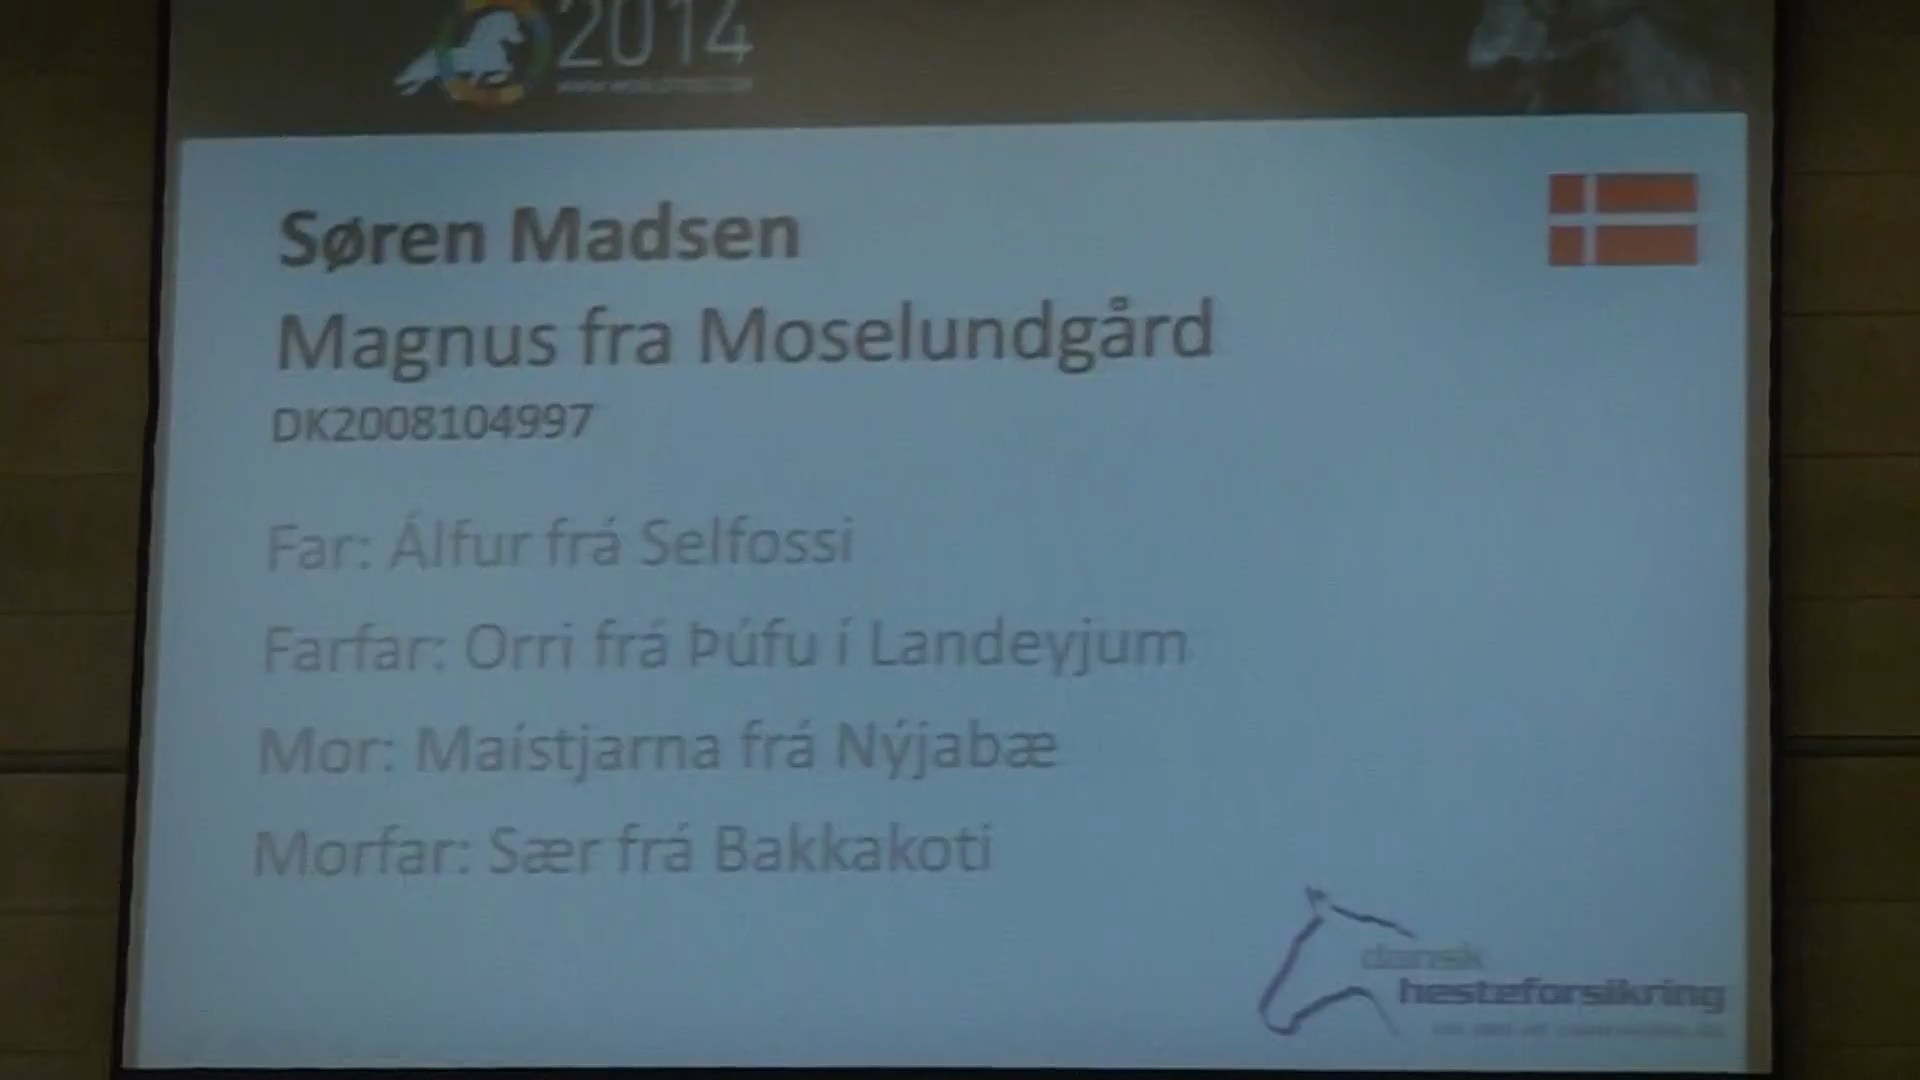 2014
Søren Madsen
Magnus fra Moselundgård
DK2008104997
Far: Álfur frá Selfossi
Farfar: Orri frá Þúfu í Landeyjum
Mor: Maístjarna frá Nýjabæ
Morfar: Sær frá Bakkakoti
dansk
hesteforsikring